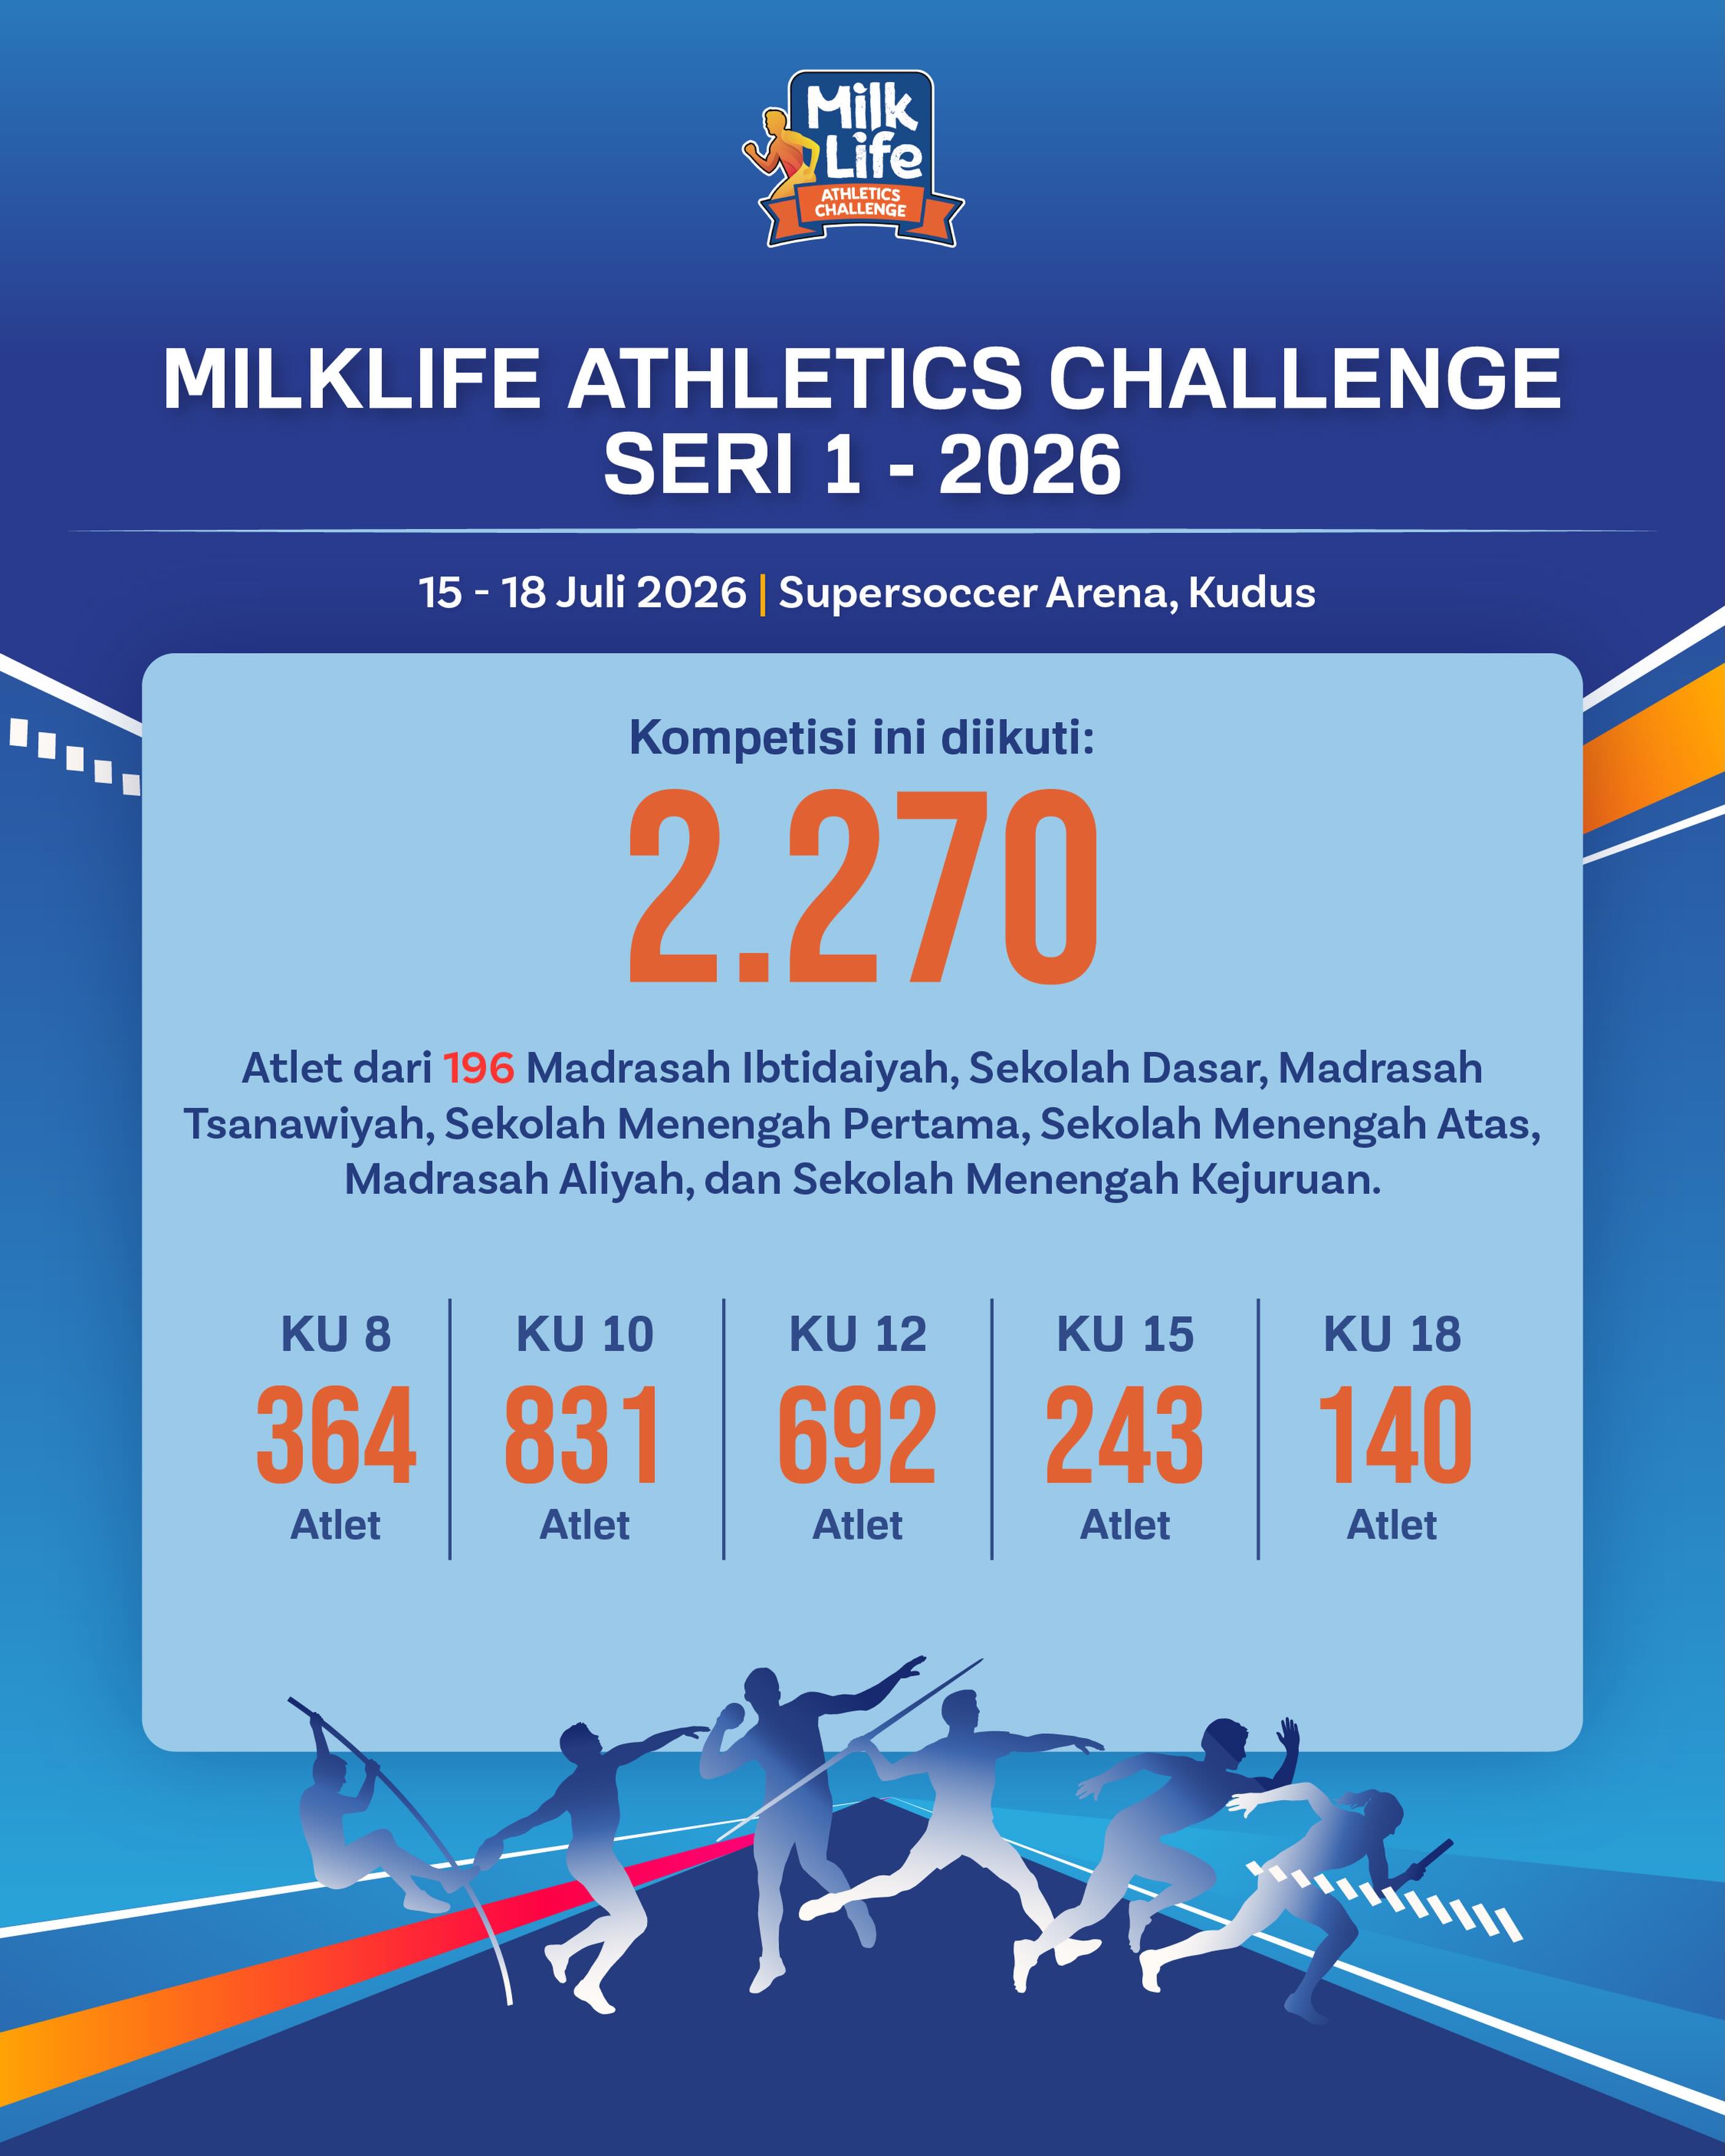 Milk
Life
ATHLETICS
CHALLENGE
MILKLIFE ATHLETICS CHALLENGE
SERI 1 - 2026
15 - 18 Juli 2026 | Supersoccer Arena, Kudus
Kompetisi ini diikuti:
2.270
Atlet dari 196 Madrasah Ibtidaiyah, Sekolah Dasar, Madrasah
Tsanawiyah, Sekolah Menengah Pertama, Sekolah Menengah Atas,
Madrasah Aliyah, dan Sekolah Menengah Kejuruan.
KU 8
364
Atlet
KU 10
831
Atlet
KU 12
692
Atlet
KU 15
243
Atlet
KU 18
140
Atlet